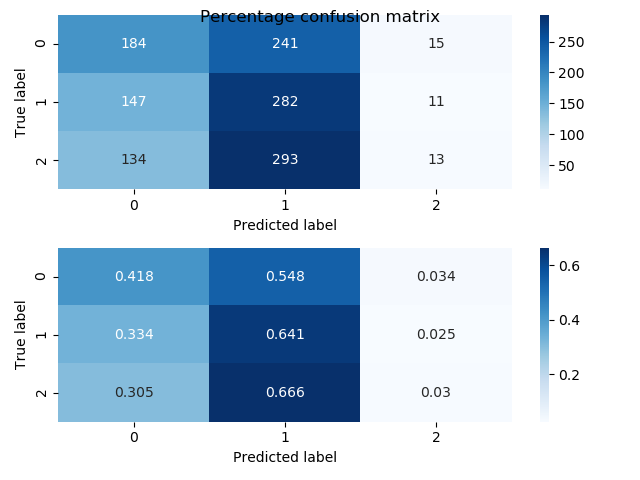 Percentage confusion matrix
True label
0 184 241 15
1 147 282 11
2 134 293 13
0 1 2
Predicted label
250
200
150
100
50
True label
0 0.418 0.548 0.034
1 0.334 0.641 0.025
2 0.305 0.666 0.03
0 1 2
Predicted label
0.6
0.4
0.2